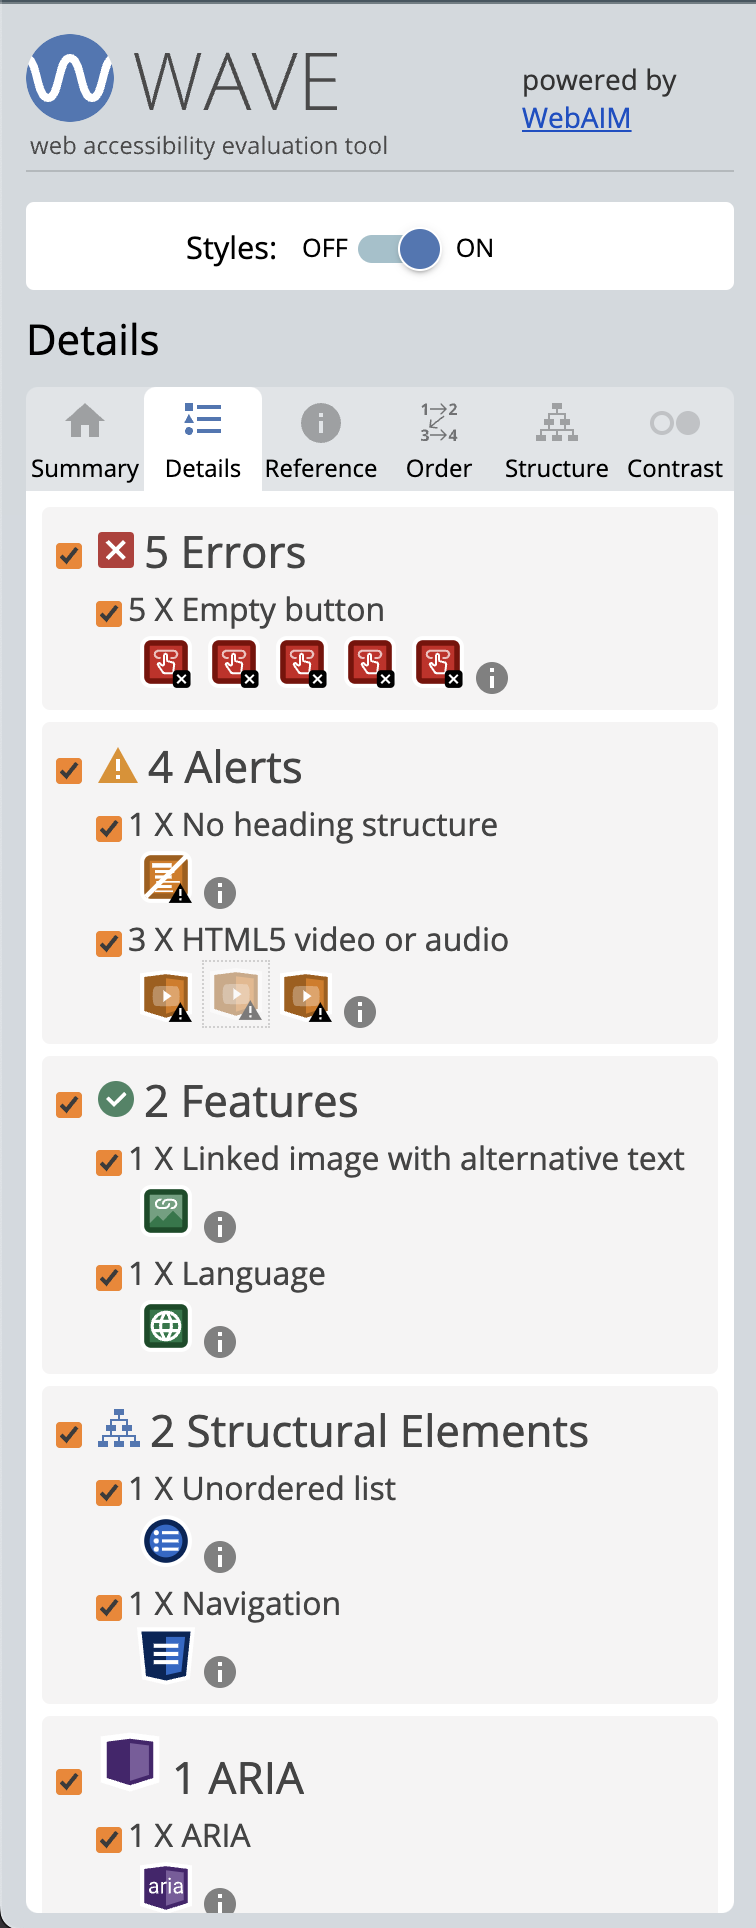 WAVE
web accessibility evaluation tool
powered by
WebAIM
Styles: OFF ON
Details
Summary Details Reference Order Structure Contrast
5 Errors
5 X Empty button
4 Alerts
1 X No heading structure
3 X HTML5 video or audio
2 Features
1 X Linked image with alternative text
1 X Language
2 Structural Elements
1 X Unordered list
1 X Navigation
1 ARIA
1 X ARIA
aria